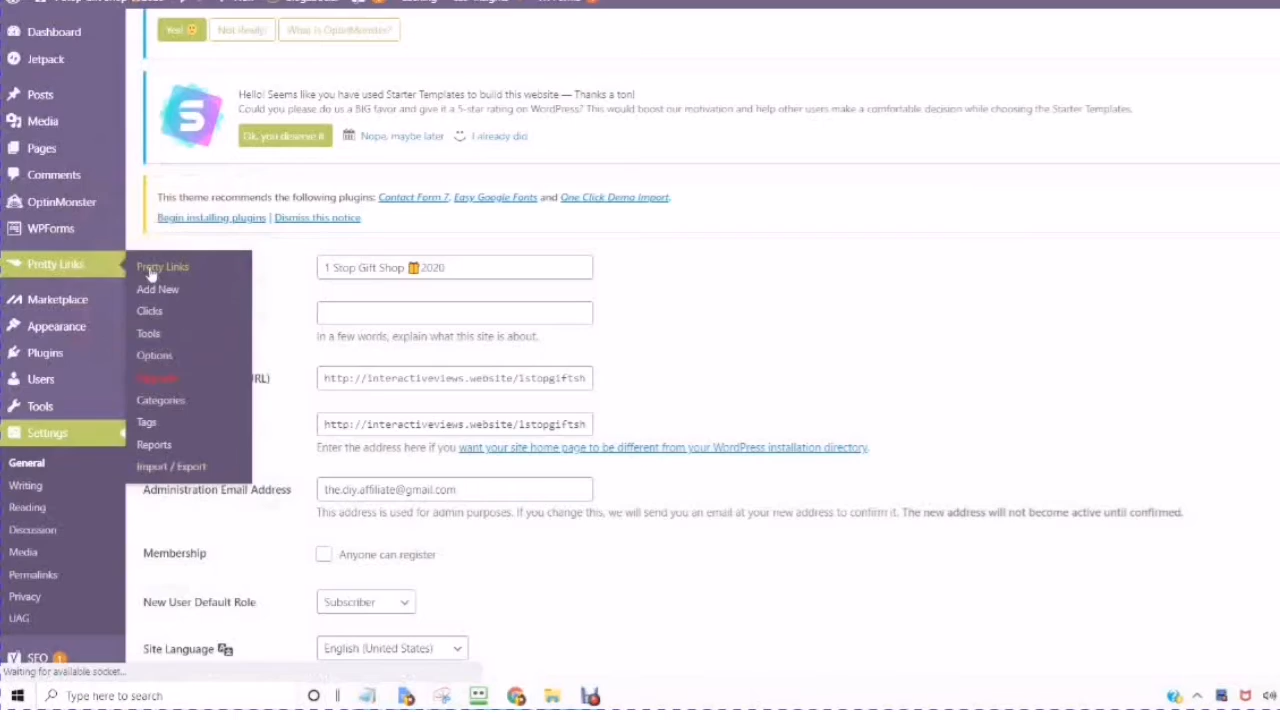 Dashboard
Jetpack
Posts
Media
Pages
Comments
OptinMonster
WPForms
Pretty Links
Marketplace
Appearance
Plugins
Users
Tools
Settings
General
Writing
Reading
Discussion
Media
Permalinks
Privacy
UAG
SEO 1
Pretty Links
Add New
Clicks
Tools
Options
Categories
Tags
Reports
Import / Export
Yes!
Not Really!
What is OptinMonster?
Hello! Seems like you have used Starter Templates to build this website — Thanks a ton!
Could you please do us a BIG favor and give it a 5-star rating on WordPress? This would boost our motivation and help other users make a comfortable decision while choosing the Starter Templates.
Ok, you deserve it
Nope, maybe later
I already did
This theme recommends the following plugins: Contact Form 7, Easy Google Fonts and One Click Demo Import.
Begin installing plugins | Dismiss this notice
1 Stop Gift Shop 🎁2020
In a few words, explain what this site is about.
RL)
http://interactiveviews.website/1stopgiftsh
http://interactiveviews.website/1stopgiftsh
Enter the address here if you want your site home page to be different from your WordPress installation directory.
Administration Email Address
the.diy.affiliate@gmail.com
This address is used for admin purposes. If you change this, we will send you an email at your new address to confirm it. The new address will not become active until confirmed.
Membership
Anyone can register
New User Default Role
Subscriber
Site Language
English (United States)
Waiting for available socket...
Type here to search